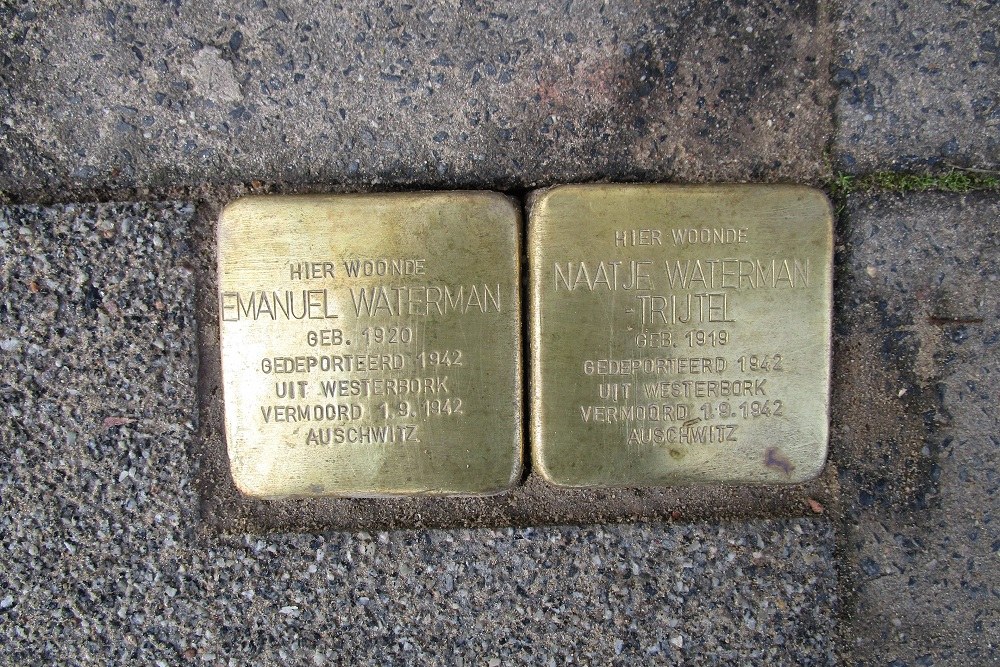 HIER WOONDE
EMANUEL WATERMAN
GEB. 1920
GEDEPORTEERD 1942
UIT WESTERBORK
VERMOORD 1.9.1942
AUSCHWITZ
HIER WOONDE
NAATJE WATERMAN
-TRIJTEL
GEB. 1919
GEDEPORTEERD 1942
UIT WESTERBORK
VERMOORD 1.9.1942
AUSCHWITZ